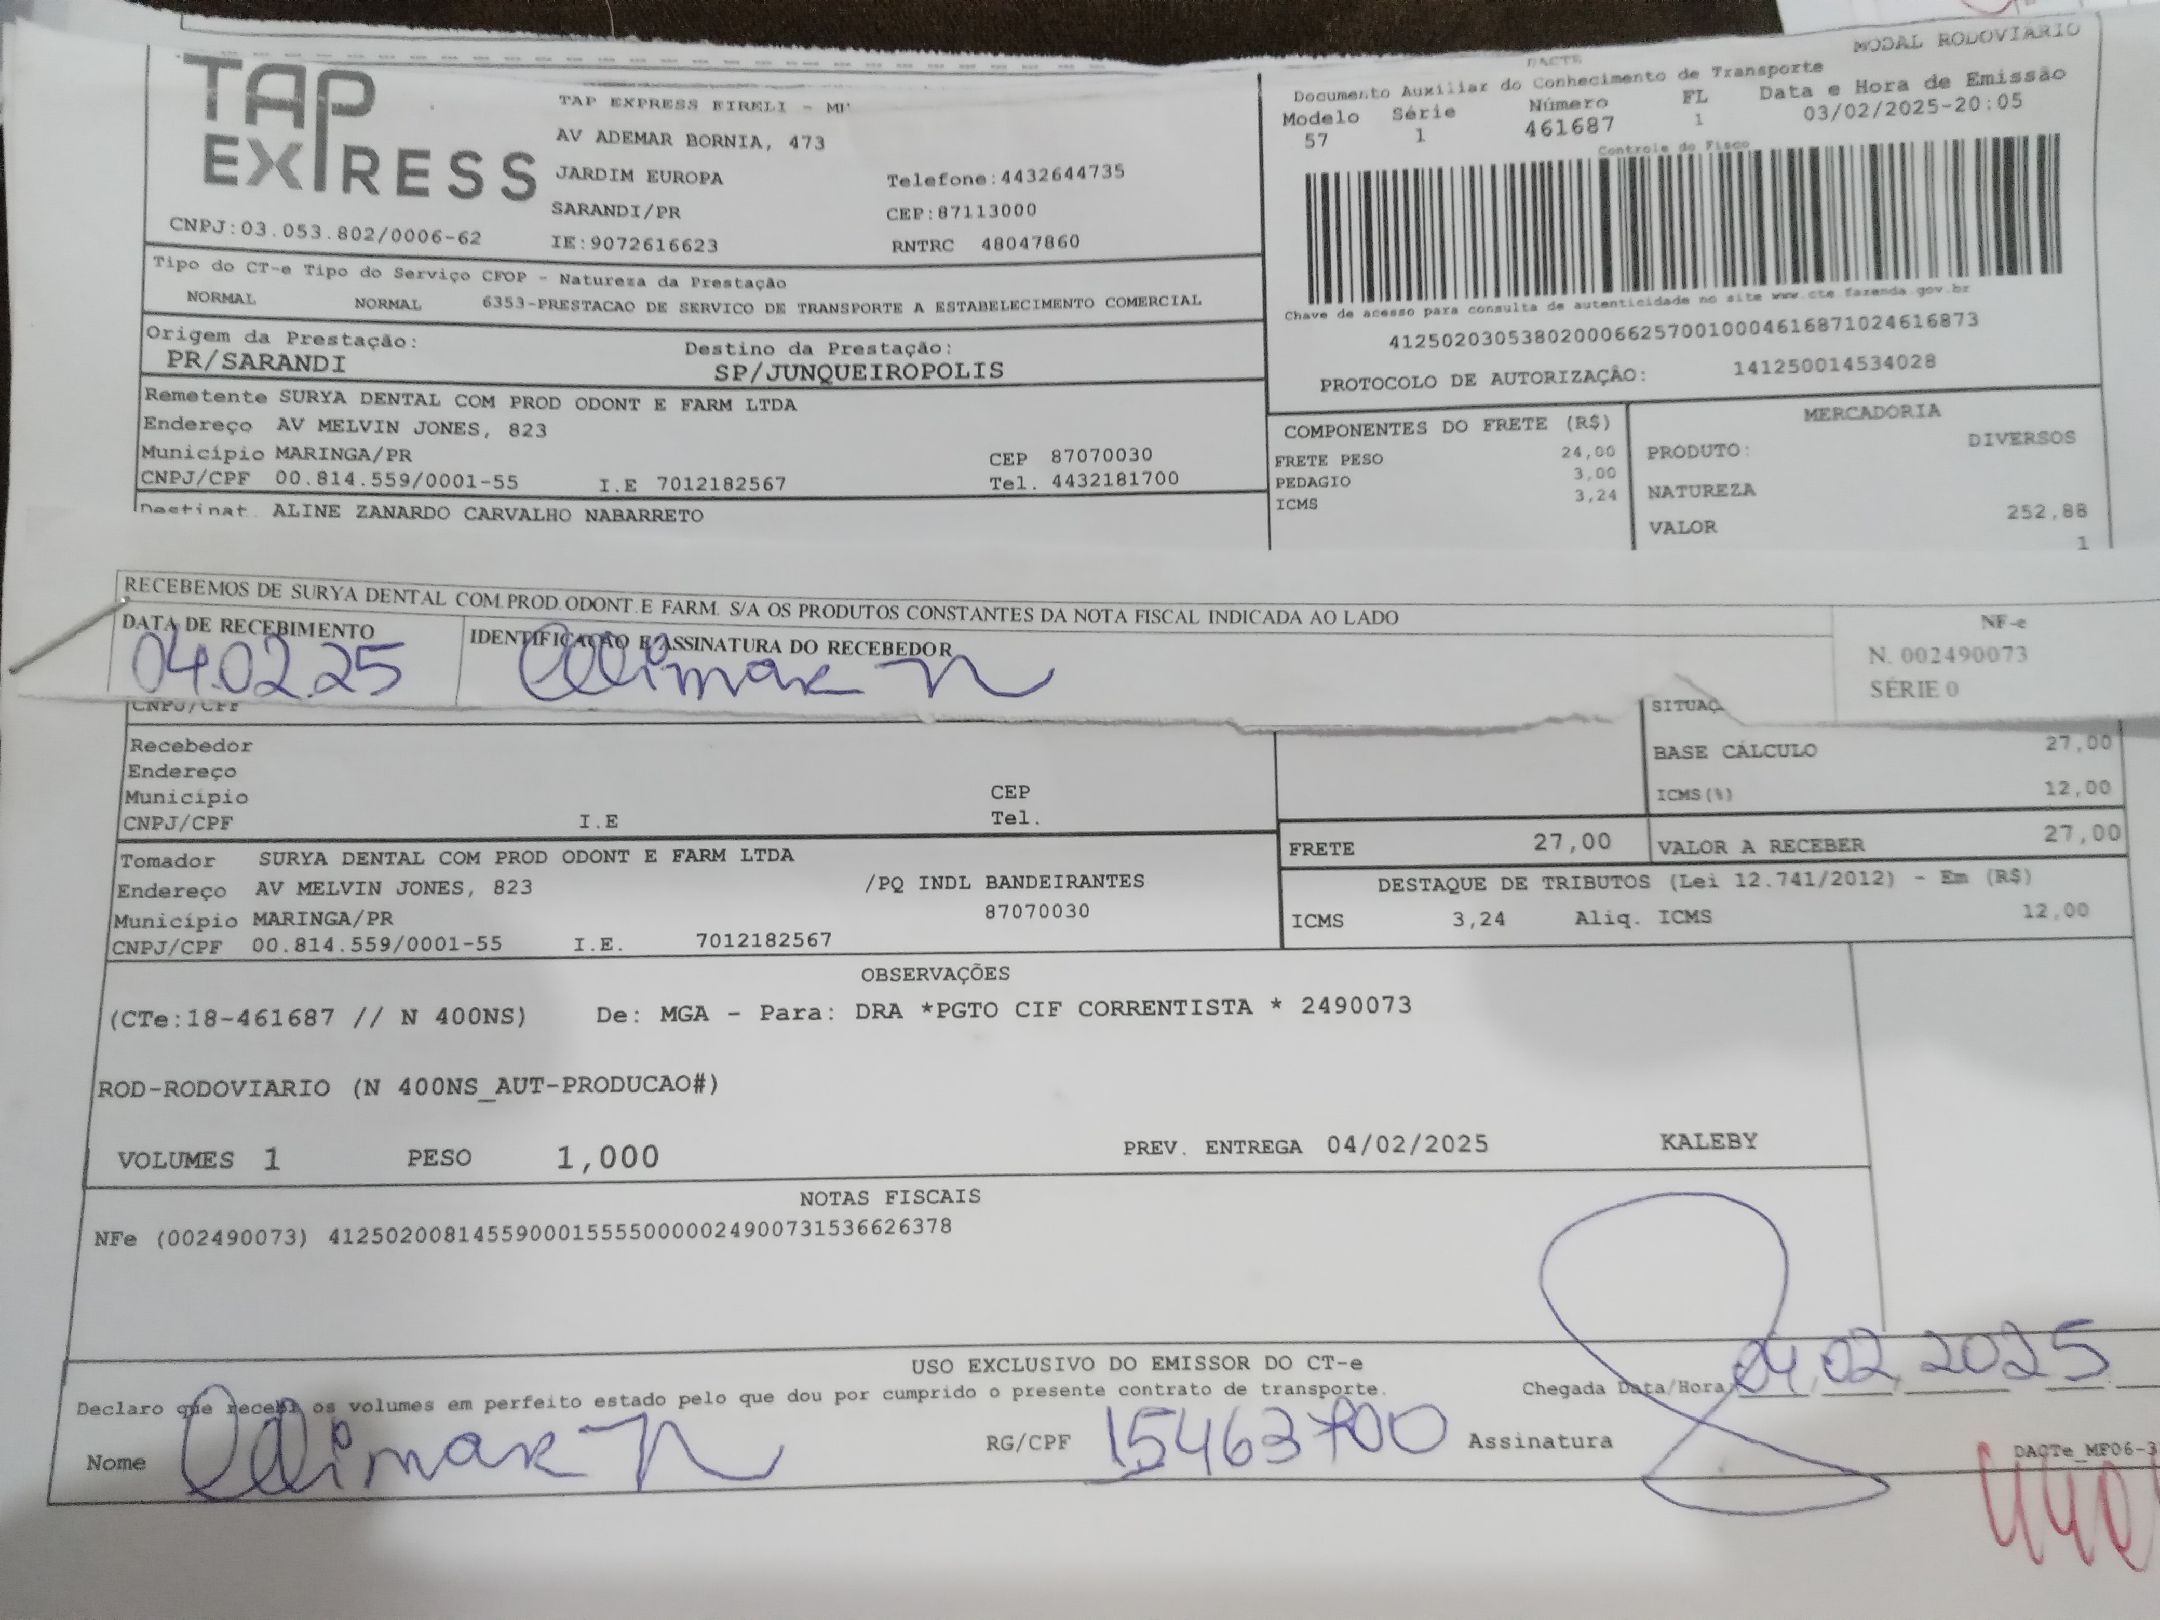 MODAL RODOVIÁRIO
TAP EXPRESS
TAP EXPRESS EIRELI - ME
AV ADEMAR BORNIA, 473
JARDIM EUROPA Telefone:4432644735
SARANDI/PR CEP:87113000
CNPJ:03.053.802/0006-62 IE:9072616623 RNTRC 48047860
DACTE
Documento Auxiliar do Conhecimento de Transporte
Modelo Série Número FL Data e Hora de Emissão
57 1 461687 1 03/02/2025-20:05
Controle do Fisco
Chave de acesso para consulta de autenticidade no site www.cte.fazenda.gov.br
41250203053802000662570010004616871024616873
PROTOCOLO DE AUTORIZAÇÃO: 141250014534028
Tipo do CT-e Tipo do Serviço CFOP - Natureza da Prestação
NORMAL NORMAL 6353-PRESTACAO DE SERVICO DE TRANSPORTE A ESTABELECIMENTO COMERCIAL
Origem da Prestação: Destino da Prestação:
PR/SARANDI SP/JUNQUEIROPOLIS
Remetente SURYA DENTAL COM PROD ODONT E FARM LTDA
Endereço AV MELVIN JONES, 823
Município MARINGA/PR CEP 87070030
CNPJ/CPF 00.814.559/0001-55 I.E 7012182567 Tel. 4432181700
Destinat. ALINE ZANARDO CARVALHO NABARRETO
COMPONENTES DO FRETE (R$)
FRETE PESO 24,00
PEDAGIO 3,00
ICMS 3,24
MERCADORIA
PRODUTO: DIVERSOS
NATUREZA
VALOR 252,88
1
RECEBEMOS DE SURYA DENTAL COM.PROD.ODONT.E FARM. S/A OS PRODUTOS CONSTANTES DA NOTA FISCAL INDICADA AO LADO
DATA DE RECEBIMENTO IDENTIFICAÇÃO E ASSINATURA DO RECEBEDOR
04.02.25
NF-e
N. 002490073
SÉRIE 0
CNPJ/CPF
SITUAÇ
Recebedor
Endereço
Município CEP
CNPJ/CPF I.E Tel.
BASE CÁLCULO 27,00
ICMS(%) 12,00
FRETE 27,00 VALOR A RECEBER 27,00
Tomador SURYA DENTAL COM PROD ODONT E FARM LTDA
Endereço AV MELVIN JONES, 823 /PQ INDL BANDEIRANTES
Município MARINGA/PR 87070030
CNPJ/CPF 00.814.559/0001-55 I.E. 7012182567
DESTAQUE DE TRIBUTOS (Lei 12.741/2012) - Em (R$)
ICMS 3,24 Aliq. ICMS 12,00
OBSERVAÇÕES
(CTe:18-461687 // N 400NS) De: MGA - Para: DRA *PGTO CIF CORRENTISTA * 2490073
ROD-RODOVIARIO (N 400NS_AUT-PRODUCAO#)
VOLUMES 1 PESO 1,000 PREV. ENTREGA 04/02/2025 KALEBY
NOTAS FISCAIS
NFe (002490073) 41250200814559000155550000024900731536626378
USO EXCLUSIVO DO EMISSOR DO CT-e
Declaro que recebi os volumes em perfeito estado pelo que dou por cumprido o presente contrato de transporte. Chegada Data/Hora 04.02.2025
Nome RG/CPF 15463700 Assinatura
DACTe_MF06-3